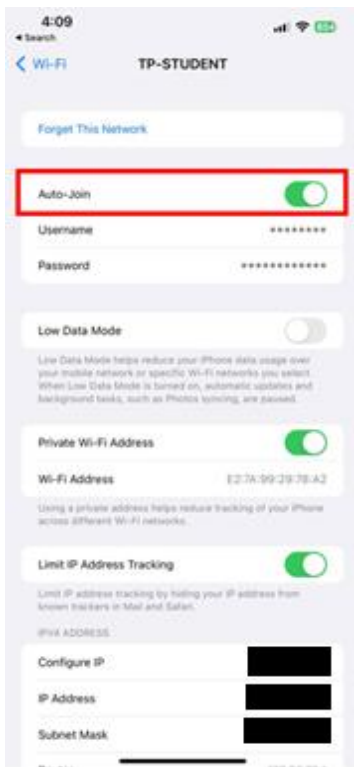 4:09
◀ Search
Wi-Fi TP-STUDENT
Forget This Network
Auto-Join
Username ••••••••
Password ••••••••••••
Low Data Mode
Low Data Mode helps reduce your iPhone data usage over
your mobile network or specific Wi-Fi networks you select.
When Low Data Mode is turned on, automatic updates and
background tasks, such as Photos syncing, are paused.
Private Wi-Fi Address
Wi-Fi Address E2:7A:99:29:7B:A2
Using a private address helps reduce tracking of your iPhone
across different Wi-Fi networks.
Limit IP Address Tracking
Limit IP address tracking by hiding your IP address from
known trackers in Mail and Safari.
IPV4 ADDRESS
Configure IP
IP Address
Subnet Mask